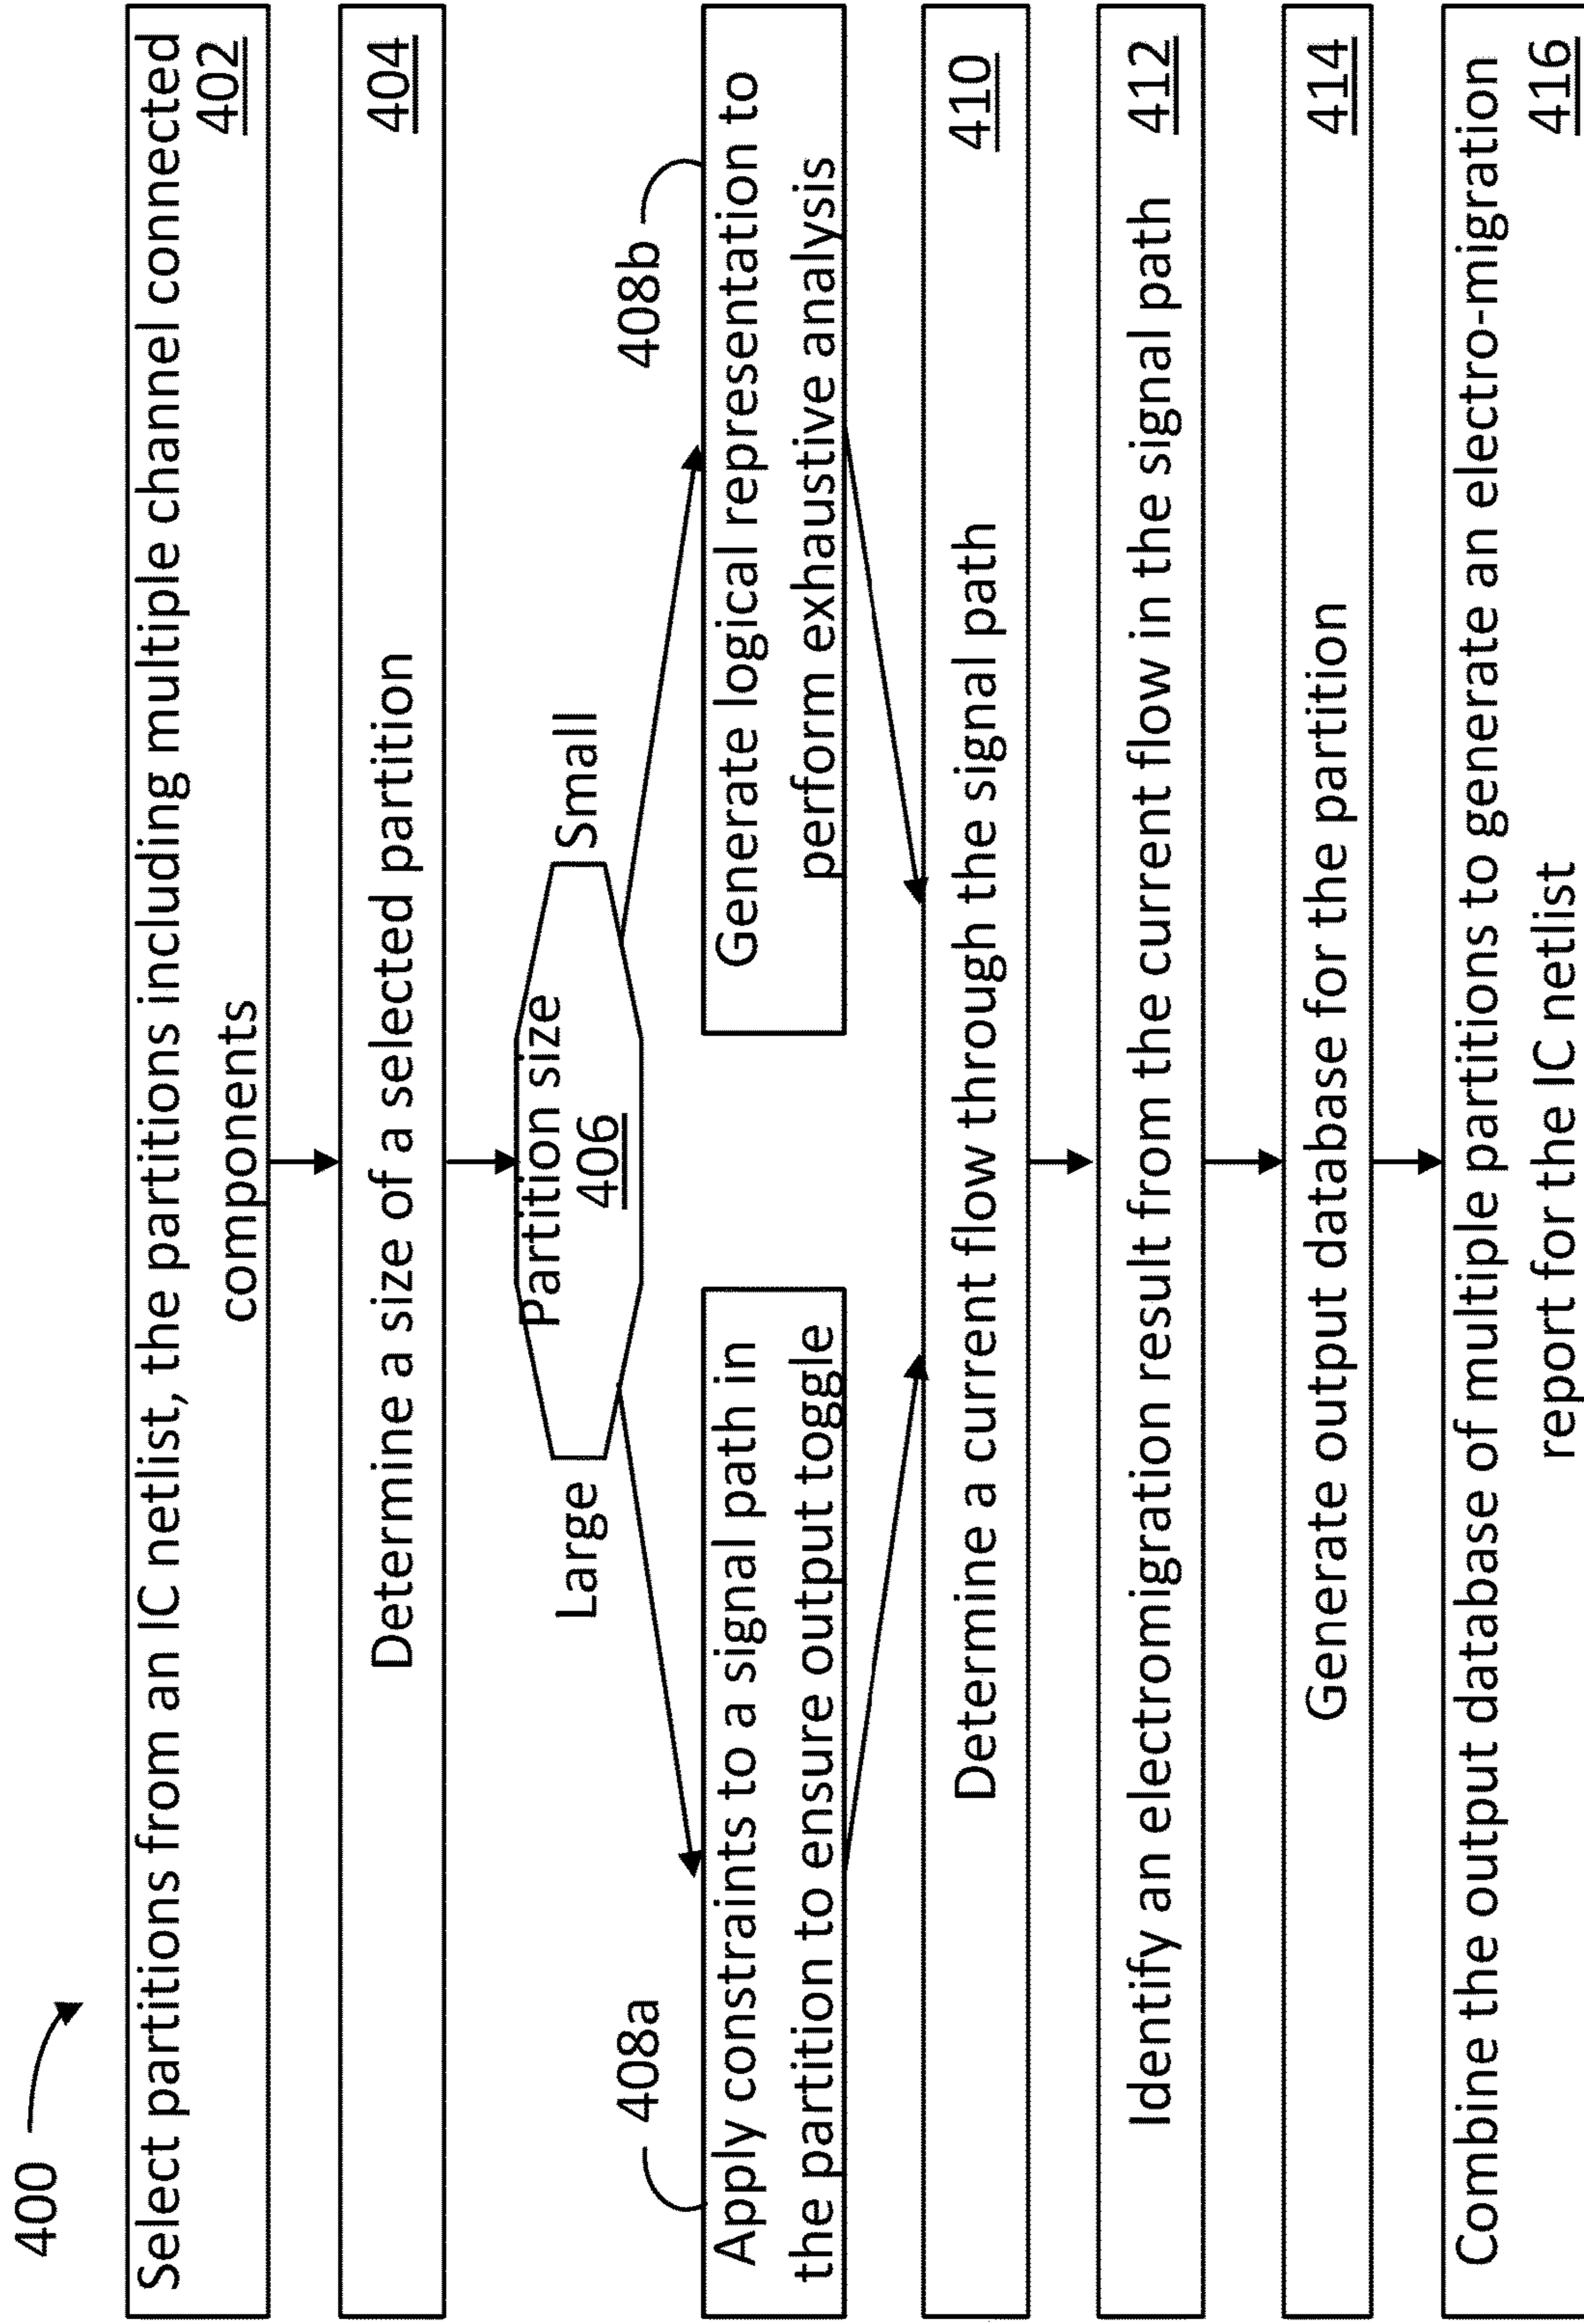 400
Select partitions from an IC netlist, the partitions including multiple channel connected
components
402
Determine a size of a selected partition
404
Partition size
406
Large
Small
408a
Apply constraints to a signal path in
the partition to ensure output toggle
408b
Generate logical representation to
perform exhaustive analysis
Determine a current flow through the signal path
410
Identify an electromigration result from the current flow in the signal path
412
Generate output database for the partition
414
Combine the output database of multiple partitions to generate an electro-migration
report for the IC netlist
416